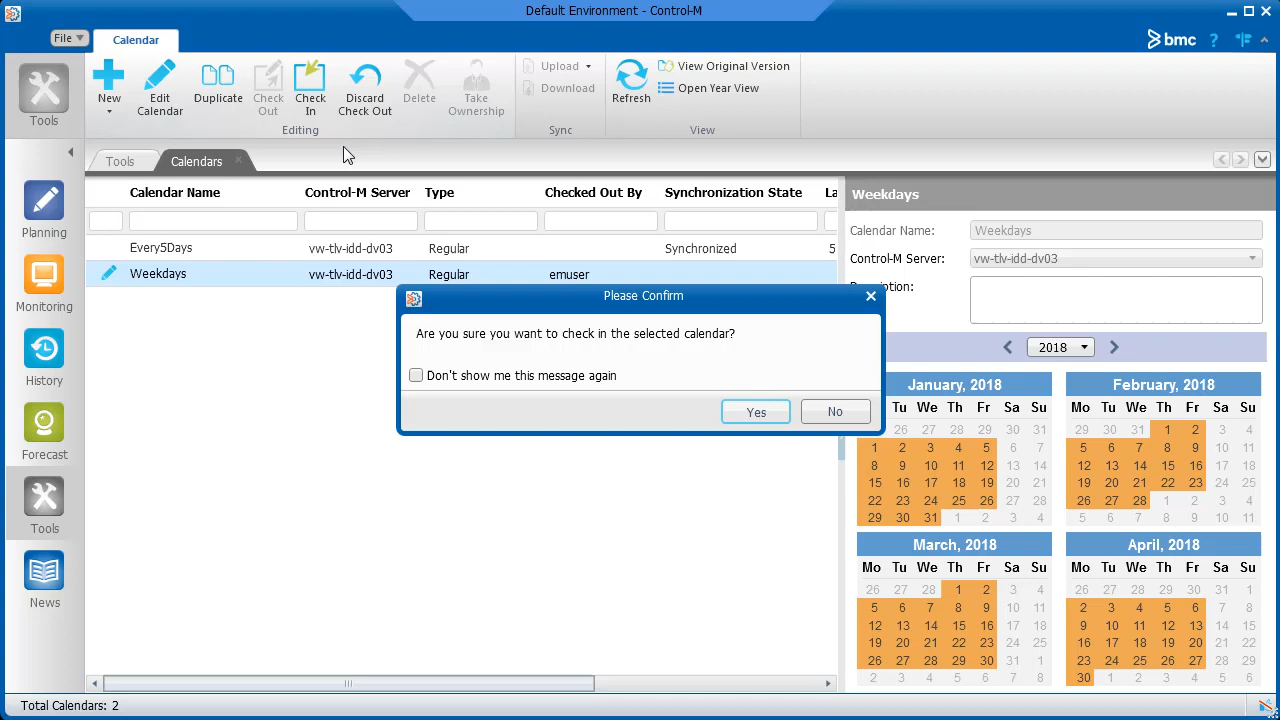 Default Environment - Control-M
File
Calendar
bmc
?
Tools
New
Edit
Calendar
Duplicate
Check
Out
Check
In
Discard
Check Out
Delete
Take
Ownership
Editing
Upload
Download
Sync
Refresh
View Original Version
Open Year View
View
Tools
Calendars
Planning
Monitoring
History
Forecast
Tools
News
Calendar Name Control-M Server Type Checked Out By Synchronization State La
Every5Days vw-tlv-idd-dv03 Regular Synchronized 5
Weekdays vw-tlv-idd-dv03 Regular emuser
Please Confirm
Are you sure you want to check in the selected calendar?
Don't show me this message again
Yes
No
Weekdays
Calendar Name: Weekdays
Control-M Server: vw-tlv-idd-dv03
2018
January, 2018
Tu We Th Fr Sa Su
26 27 28 29 30 31
1 2 3 4 5 6 7
8 9 10 11 12 13 14
15 16 17 18 19 20 21
22 23 24 25 26 27 28
29 30 31 1 2 3 4
February, 2018
Mo Tu We Th Fr Sa Su
29 30 31 1 2 3 4
5 6 7 8 9 10 11
12 13 14 15 16 17 18
19 20 21 22 23 24 25
26 27 28 1 2 3 4
5 6 7 8 9 10 11
March, 2018
Mo Tu We Th Fr Sa Su
26 27 28 1 2 3 4
5 6 7 8 9 10 11
12 13 14 15 16 17 18
19 20 21 22 23 24 25
26 27 28 29 30 31 1
2 3 4 5 6 7 8
April, 2018
Mo Tu We Th Fr Sa Su
26 27 28 29 30 31 1
2 3 4 5 6 7 8
9 10 11 12 13 14 15
16 17 18 19 20 21 22
23 24 25 26 27 28 29
30 1 2 3 4 5 6
Total Calendars: 2